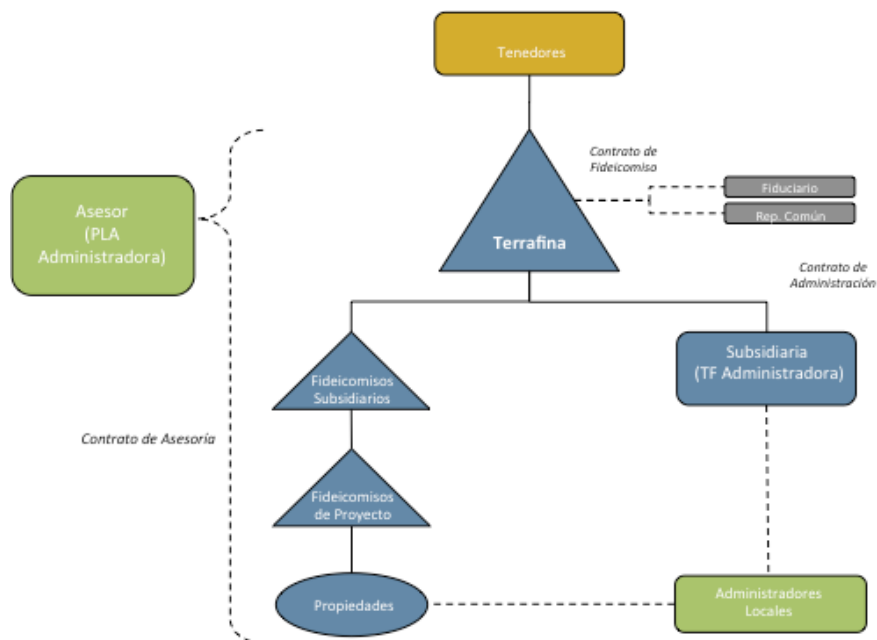 Tenedores
Contrato de
Fideicomiso
Fiduciario
Rep. Común
Asesor
(PLA
Administradora)
Terrafina
Contrato de
Administración
Subsidiaria
(TF Administradora)
Fideicomisos
Subsidiarios
Contrato de Asesoría
Fideicomisos
de Proyecto
Propiedades
Administradores
Locales